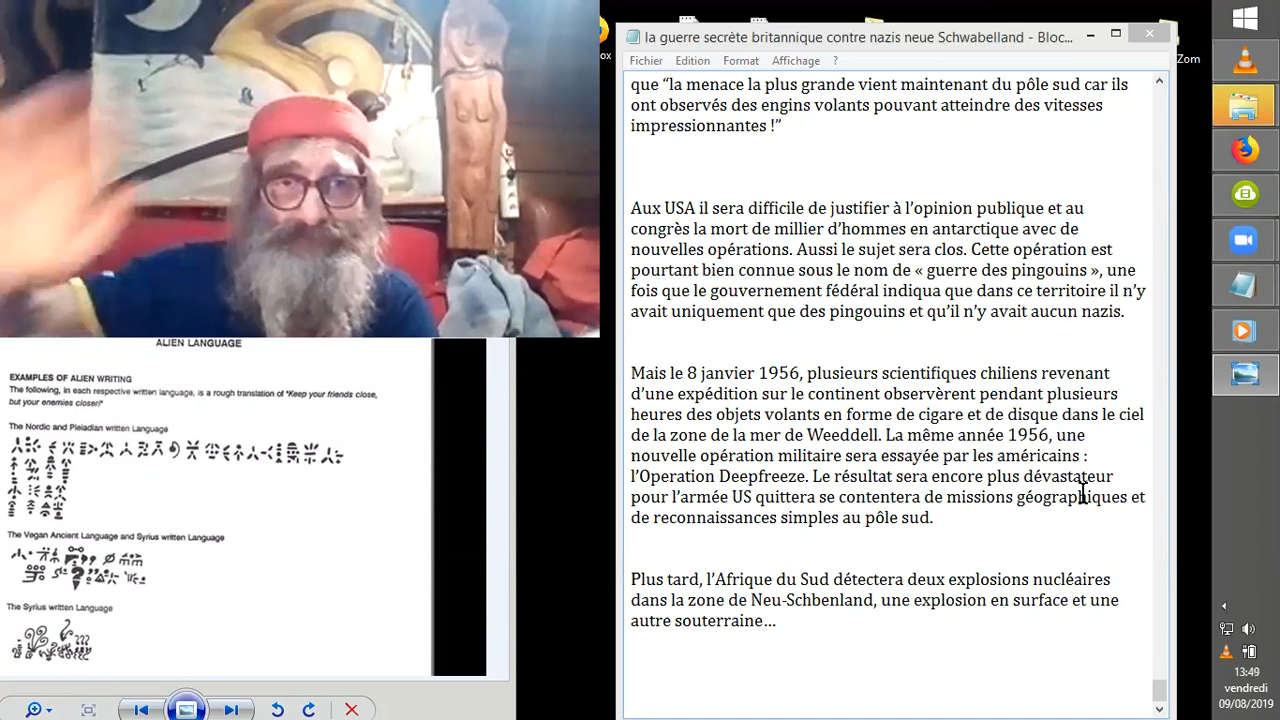 la guerre secrète britannique contre nazis neue Schwabelland - Bloc...
Fichier Edition Format Affichage ?
que “la menace la plus grande vient maintenant du pôle sud car ils
ont observés des engins volants pouvant atteindre des vitesses
impressionnantes !”
Aux USA il sera difficile de justifier à l’opinion publique et au
congrès la mort de millier d’hommes en antarctique avec de
nouvelles opérations. Aussi le sujet sera clos. Cette opération est
pourtant bien connue sous le nom de « guerre des pingouins », une
fois que le gouvernement fédéral indiqua que dans ce territoire il n’y
avait uniquement que des pingouins et qu’il n’y avait aucun nazis.
Mais le 8 janvier 1956, plusieurs scientifiques chiliens revenant
d’une expédition sur le continent observèrent pendant plusieurs
heures des objets volants en forme de cigare et de disque dans le ciel
de la zone de la mer de Weeddell. La même année 1956, une
nouvelle opération militaire sera essayée par les américains :
l’Operation Deepfreeze. Le résultat sera encore plus dévastateur
pour l’armée US quittera se contentera de missions géographiques et
de reconnaissances simples au pôle sud.
Plus tard, l’Afrique du Sud détectera deux explosions nucléaires
dans la zone de Neu-Schbenland, une explosion en surface et une
autre souterraine…
ALIEN LANGUAGE
EXAMPLES OF ALIEN WRITING
The following, in each respective written language, is a rough translation of "Keep your friends close,
but your enemies closer!"
The Nordic and Pleiadian written Language
The Vegan Ancient Language and Syrius written Language
The Syrius written Language
ox
Zom
13:49
vendredi
09/08/2019